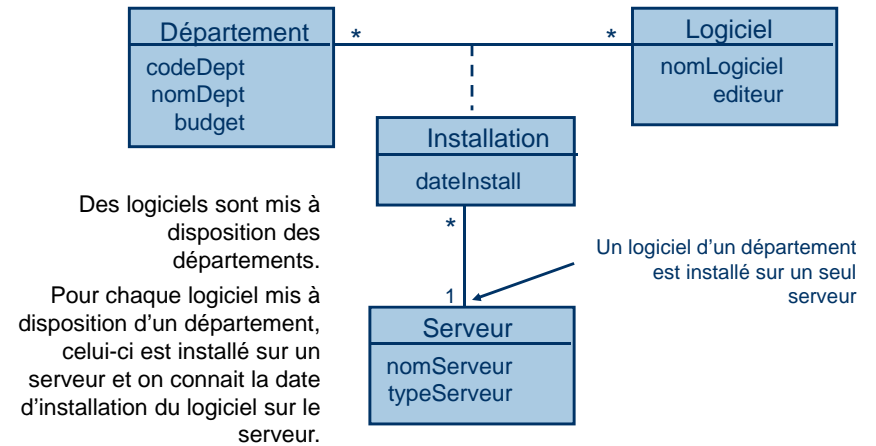 Département
*
*
Logiciel
codeDept
nomDept
budget
nomLogiciel
editeur
Installation
dateInstall
Des logiciels sont mis à
disposition des
départements.
Pour chaque logiciel mis à
disposition d'un département,
celui-ci est installé sur un
serveur et on connait la date
d'installation du logiciel sur le
serveur.
*
1
Un logiciel d'un département
est installé sur un seul
serveur
Serveur
nomServeur
typeServeur